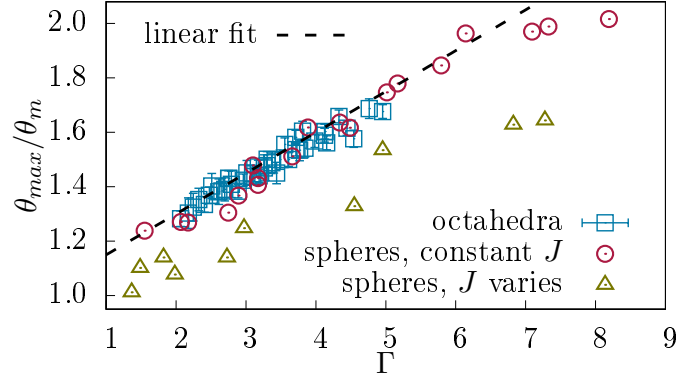 linear fit
2.0
1.8
1.6
1.4
1.2
1.0
θmax/θm
octahedra
spheres, constant J
spheres, J varies
1 2 3 4 5 6 7 8 9
Γ